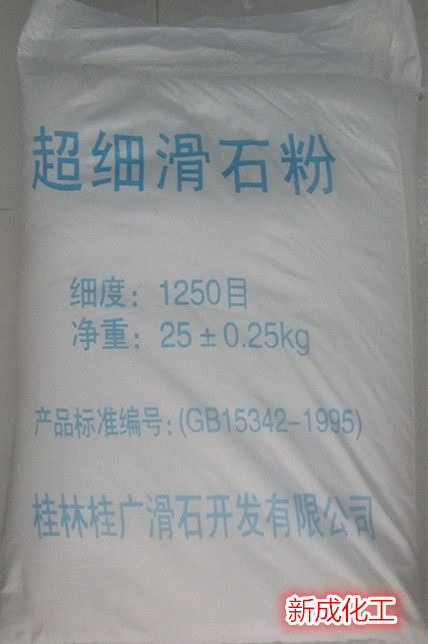 超细滑石粉
细度：1250目
净重：25±0.25kg
产品标准编号：(GB15342-1995)
桂林桂广滑石开发有限公司
新成化工